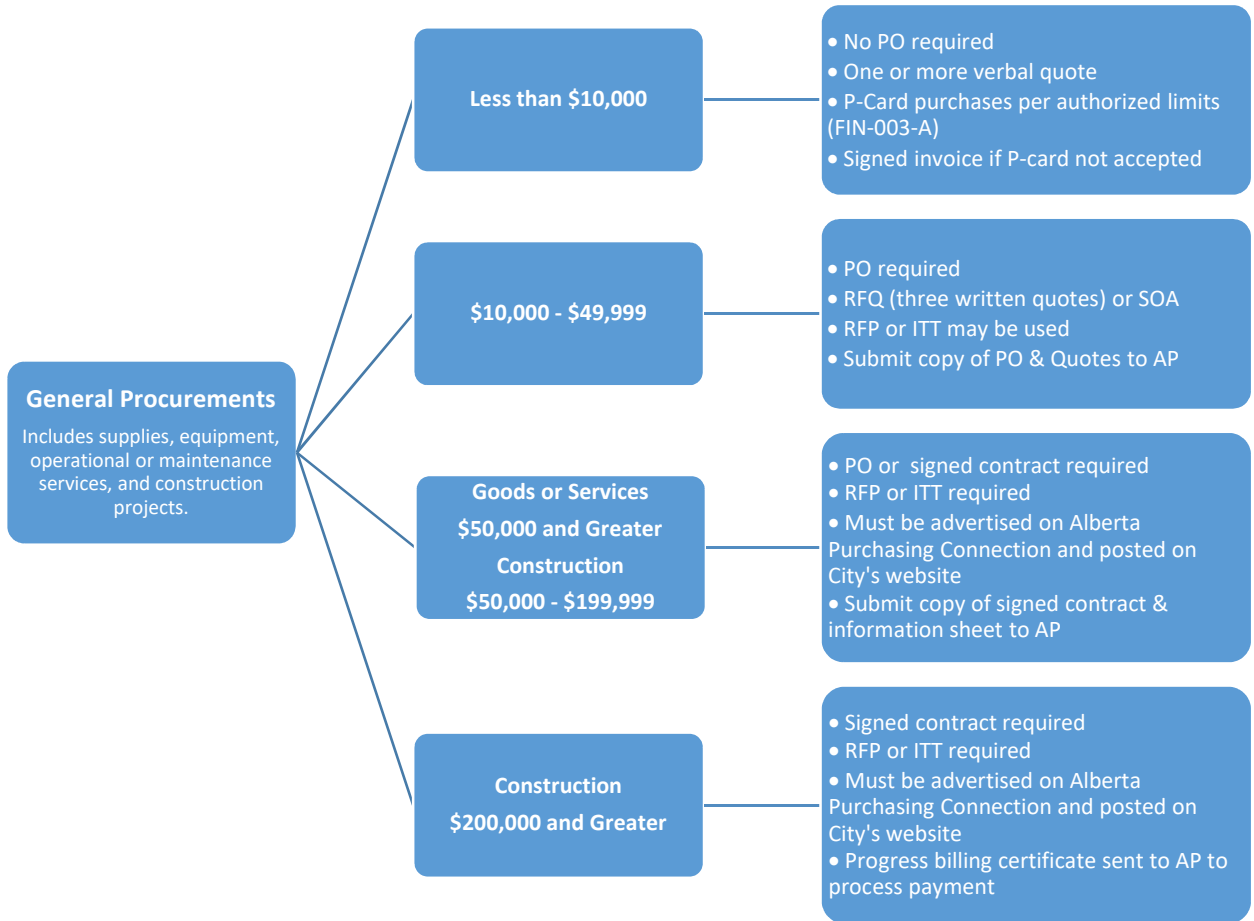 General Procurements
Includes supplies, equipment,
operational or maintenance
services, and construction
projects.
Less than $10,000
• No PO required
• One or more verbal quote
• P-Card purchases per authorized limits
(FIN-003-A)
• Signed invoice if P-card not accepted
$10,000 - $49,999
• PO required
• RFQ (three written quotes) or SOA
• RFP or ITT may be used
• Submit copy of PO & Quotes to AP
Goods or Services
$50,000 and Greater
Construction
$50,000 - $199,999
• PO or  signed contract required
• RFP or ITT required
• Must be advertised on Alberta
Purchasing Connection and posted on
City's website
• Submit copy of signed contract &
information sheet to AP
Construction
$200,000 and Greater
• Signed contract required
• RFP or ITT required
• Must be advertised on Alberta
Purchasing Connection and posted on
City's website
• Progress billing certificate sent to AP to
process payment